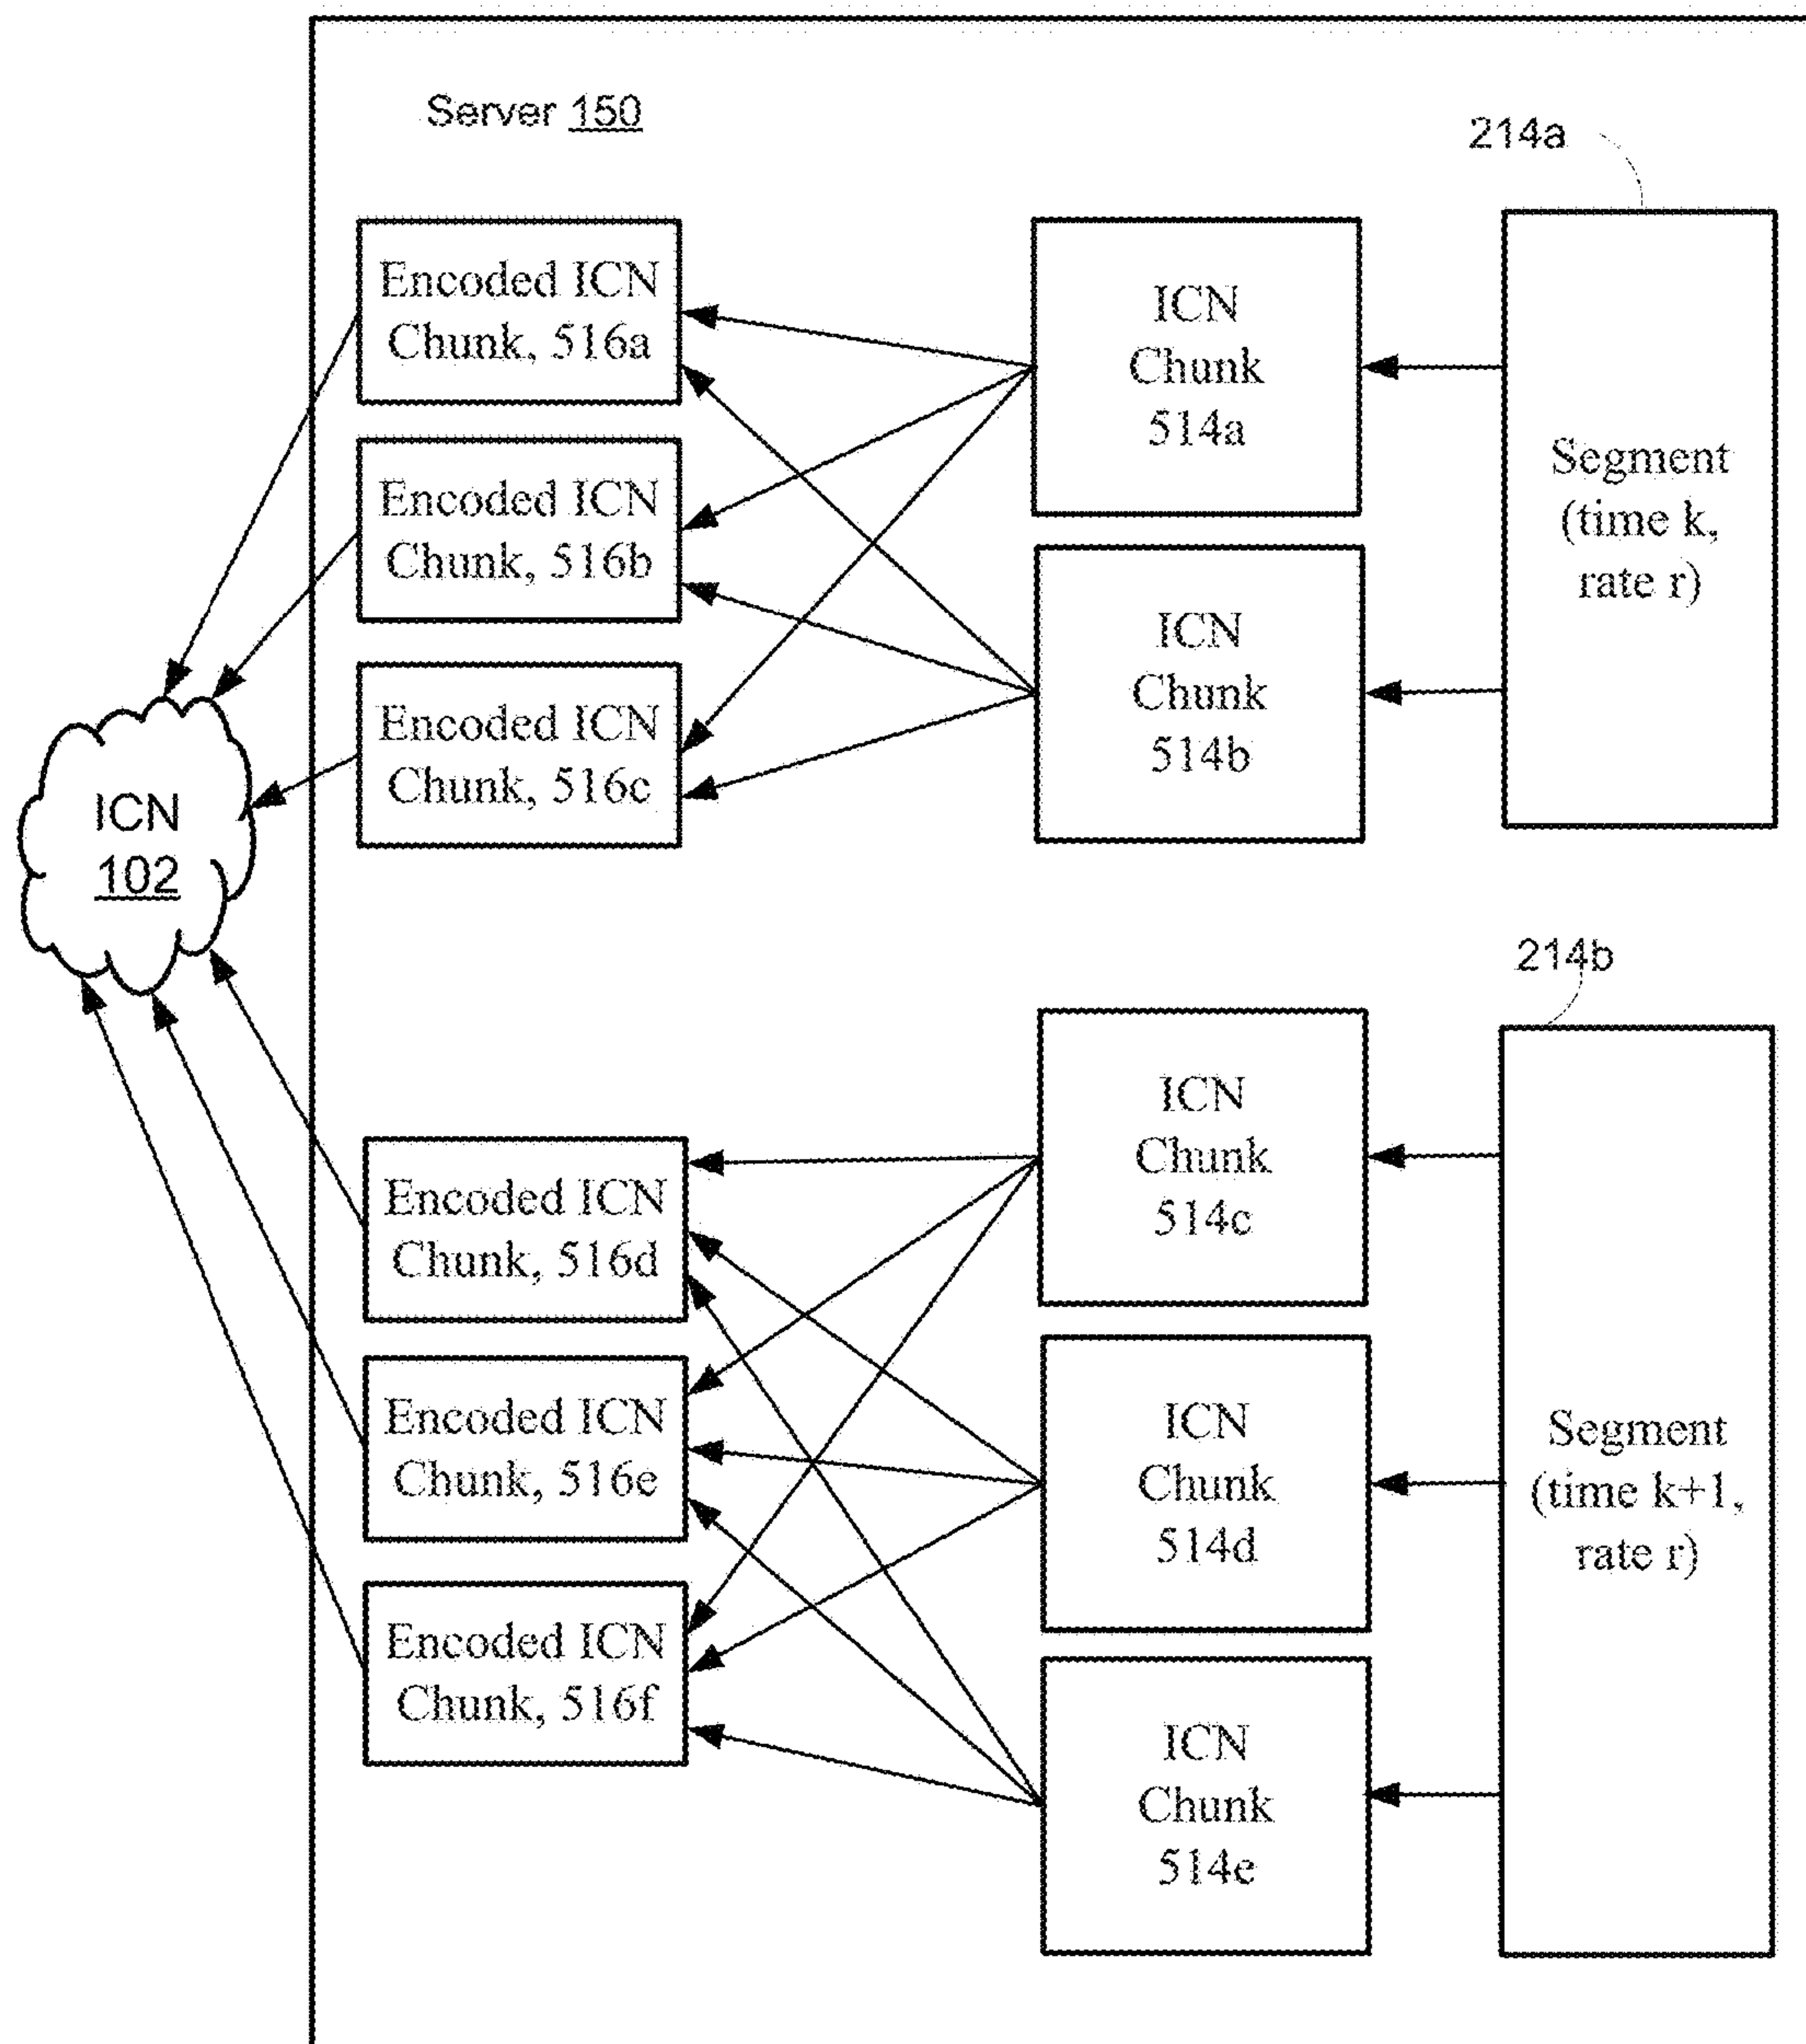 Server 150
214a
Encoded ICN
Chunk, 516a
ICN
Chunk
514a
Segment
(time k,
rate r)
Encoded ICN
Chunk, 516b
ICN
Chunk
514b
Encoded ICN
Chunk, 516c
ICN
102
214b
ICN
Chunk
514c
Encoded ICN
Chunk, 516d
Segment
(time k+1,
rate r)
Encoded ICN
Chunk, 516e
ICN
Chunk
514d
Encoded ICN
Chunk, 516f
ICN
Chunk
514e